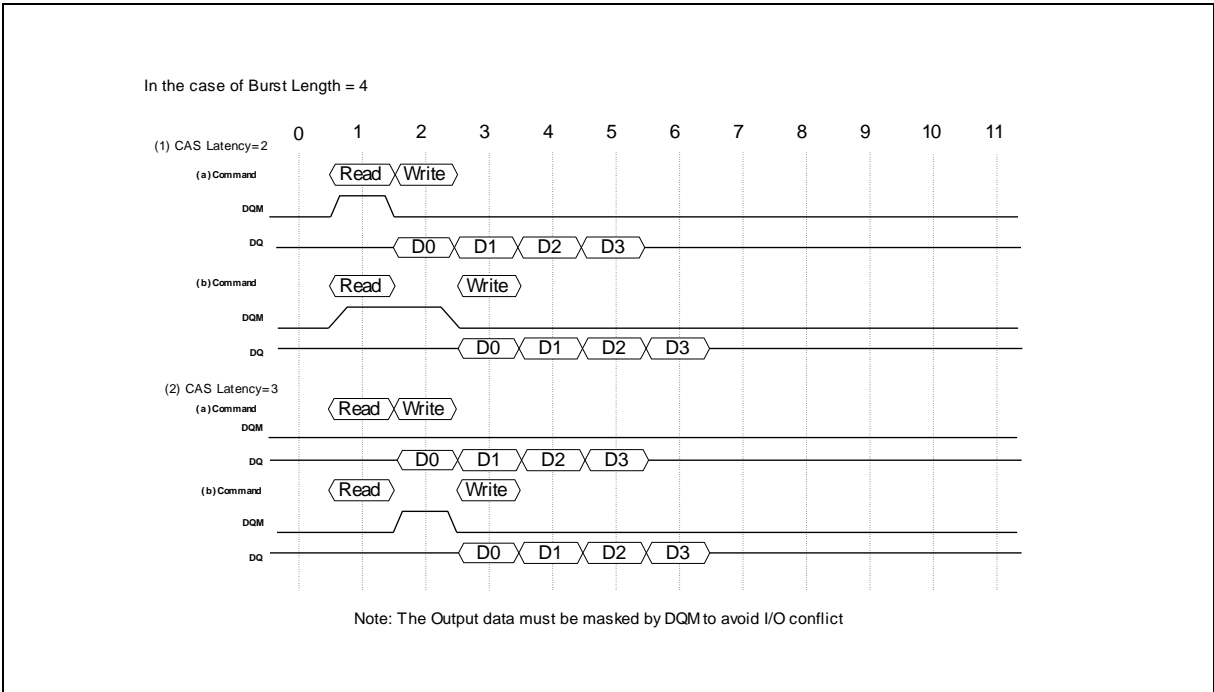 In the case of Burst Length = 4
0 1 2 3 4 5 6 7 8 9 10 11
(1) CAS Latency=2
(a)Command Read Write
DQM
DQ D0 D1 D2 D3
(b)Command Read Write
DQM
DQ D0 D1 D2 D3
(2) CAS Latency=3
(a)Command Read Write
DQM
DQ D0 D1 D2 D3
(b)Command Read Write
DQM
DQ D0 D1 D2 D3
Note: The Output data must be masked by DQM to avoid I/O conflict